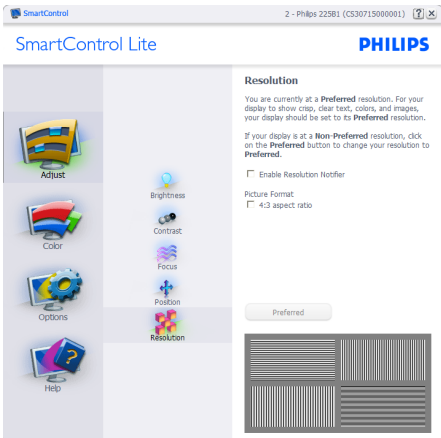 SmartControl
2 - Philips 225B1 (CS30715000001)
SmartControl Lite
PHILIPS
Adjust
Color
Options
Help
Brightness
Contrast
Focus
Position
Resolution
Resolution
You are currently at a Preferred resolution. For your
display to show crisp, clear text, colors, and images,
your display should be set to its Preferred resolution.
If your display is at a Non-Preferred resolution, click
on the Preferred button to change your resolution to
Preferred.
Enable Resolution Notifier
Picture Format
4:3 aspect ratio
Preferred